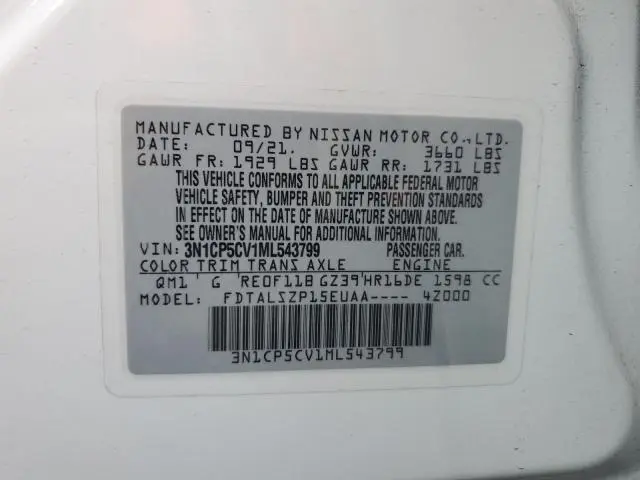 MANUFACTURED BY NISSAN MOTOR CO.,LTD.
DATE: 09/21. GVWR: 3660 LBS
GAWR FR: 1929 LBS GAWR RR: 1731 LBS
THIS VEHICLE CONFORMS TO ALL APPLICABLE FEDERAL MOTOR
VEHICLE SAFETY, BUMPER AND THEFT PREVENTION STANDARDS
IN EFFECT ON THE DATE OF MANUFACTURE SHOWN ABOVE.
SEE OWNER'S MANUAL FOR ADDITIONAL INFORMATION.
VIN: 3N1CP5CV1ML543799 PASSENGER CAR.
COLOR TRIM TRANS AXLE ENGINE
QM1 G RE0F11B GZ39 HR16DE 1598 CC
MODEL: FDTALSZP15EUAA---- 42000
3N1CP5CV1ML543799